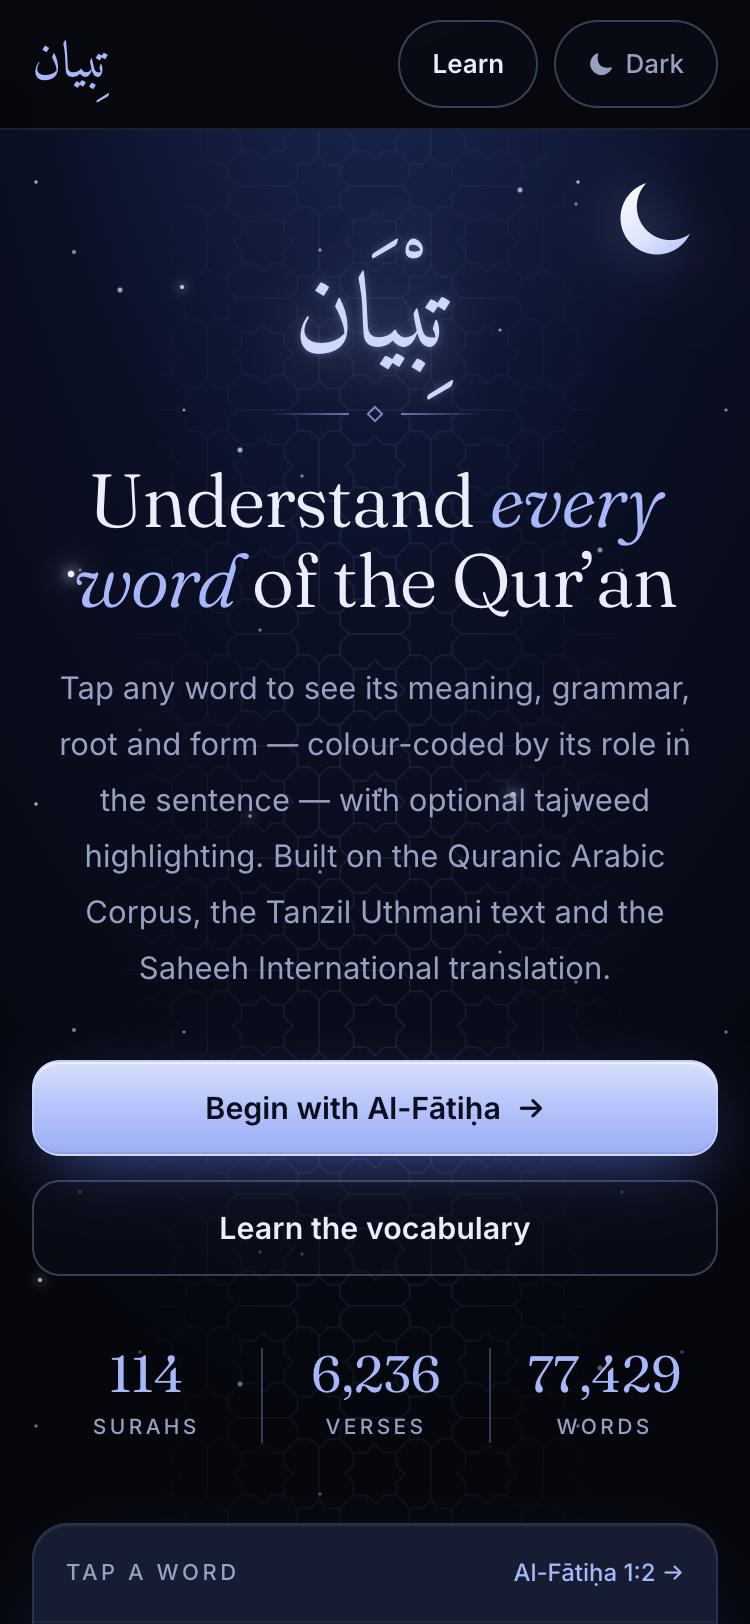 تِبيان
Learn
Dark
تِبْيَان
Understand every
word of the Qur’an
Tap any word to see its meaning, grammar,
root and form — colour-coded by its role in
the sentence — with optional tajweed
highlighting. Built on the Quranic Arabic
Corpus, the Tanzil Uthmani text and the
Saheeh International translation.
Begin with Al-Fātiḥa →
Learn the vocabulary
114 6,236 77,429
SURAHS VERSES WORDS
TAP A WORD Al-Fātiḥa 1:2 →